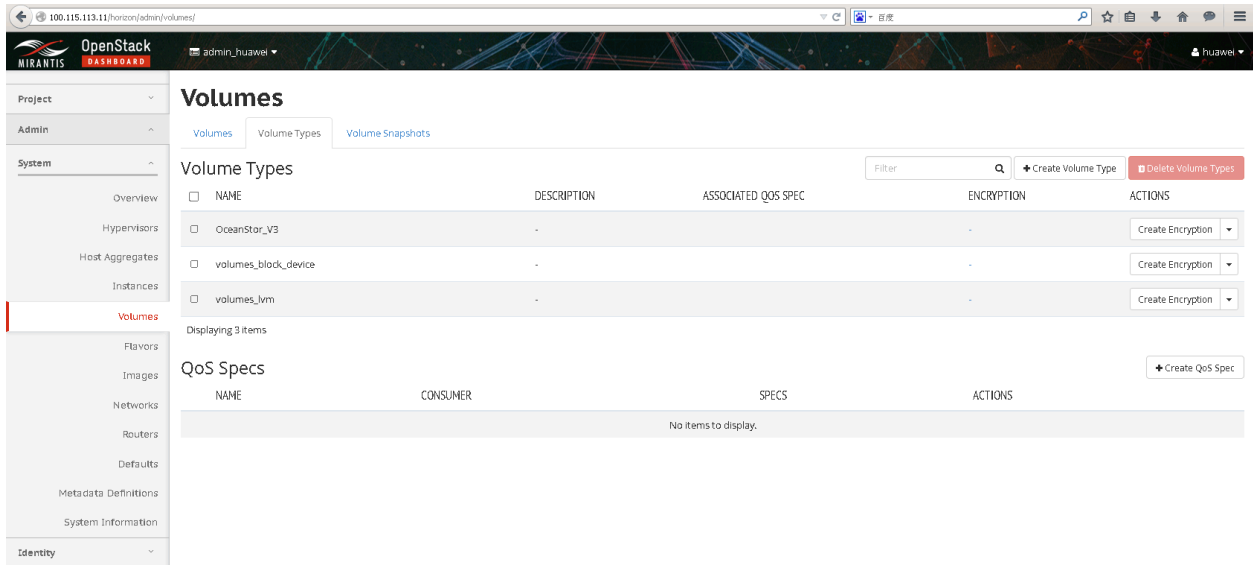 100.115.113.11/horizon/admin/volumes/
百度
MIRANTIS
OpenStack
DASHBOARD
admin_huawei
huawei
Project
Admin
System
Overview
Hypervisors
Host Aggregates
Instances
Volumes
Flavors
Images
Networks
Routers
Defaults
Metadata Definitions
System Information
Identity
Volumes
Volumes Volume Types Volume Snapshots
Volume Types
Filter
Create Volume Type
Delete Volume Types
NAME DESCRIPTION ASSOCIATED QOS SPEC ENCRYPTION ACTIONS
OceanStor_V3 - - Create Encryption
volumes_block_device - - Create Encryption
volumes_lvm - - Create Encryption
Displaying 3 items
QoS Specs
Create QoS Spec
NAME CONSUMER SPECS ACTIONS
No items to display.